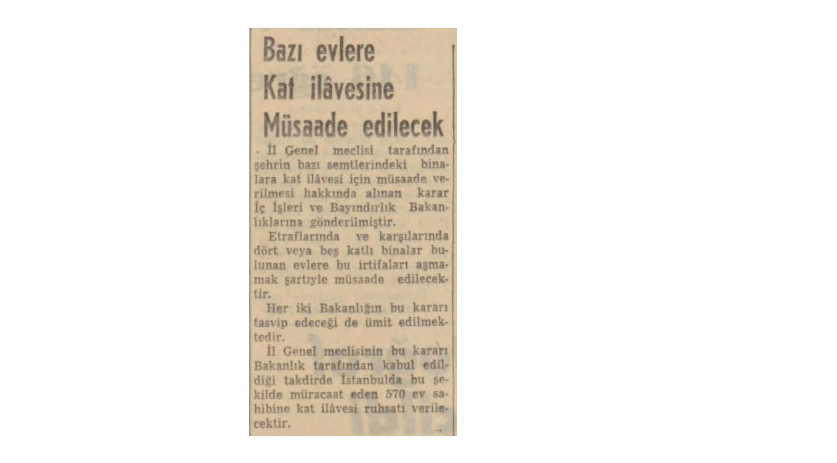 Bazı evlere
Kat ilâvesine
Müsaade edilecek
İl Genel meclisi tarafından
şehrin bazı semtlerindeki bina-
lara kat ilâvesi için müsaade ve-
rilmesi hakkında alınan karar
İç İşleri ve Bayındırlık Bakan-
lıklarına gönderilmiştir.
Etraflarında ve karşılarında
dört veya beş katlı binalar bu-
lunan evlere bu irtifaları aşma-
mak şartiyle müsaade edilecek-
tir.
Her iki Bakanlığın bu kararı
tasvip edeceği de ümit edilmek-
tedir.
İl Genel meclisinin bu kararı
Bakanlık tarafından kabul edil-
diği takdirde İstanbulda bu şe-
kilde müracaat eden 570 ev sa-
hibine kat ilâvesi ruhsatı verile-
cektir.